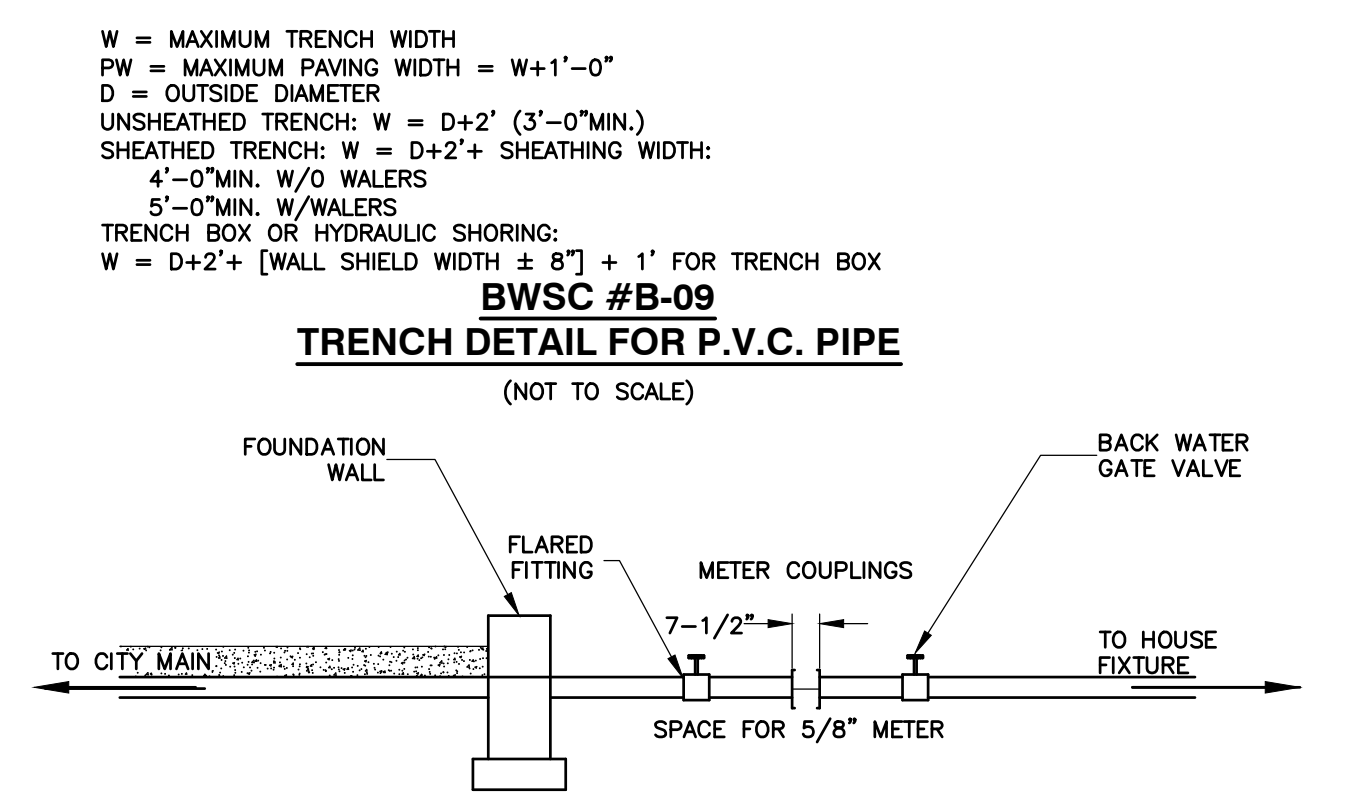 W = MAXIMUM TRENCH WIDTH
PW = MAXIMUM PAVING WIDTH = W+1'-0"
D = OUTSIDE DIAMETER
UNSHEATHED TRENCH: W = D+2' (3'-0"MIN.)
SHEATHED TRENCH: W = D+2'+ SHEATHING WIDTH:
4'-0"MIN. W/O WALERS
5'-0"MIN. W/WALERS
TRENCH BOX OR HYDRAULIC SHORING:
W = D+2'+ [WALL SHIELD WIDTH ± 8"] + 1' FOR TRENCH BOX
BWSC #B-09
TRENCH DETAIL FOR P.V.C. PIPE
(NOT TO SCALE)
FOUNDATION
WALL
BACK WATER
GATE VALVE
FLARED
FITTING
METER COUPLINGS
7-1/2"
TO CITY MAIN
TO HOUSE
FIXTURE
SPACE FOR 5/8" METER